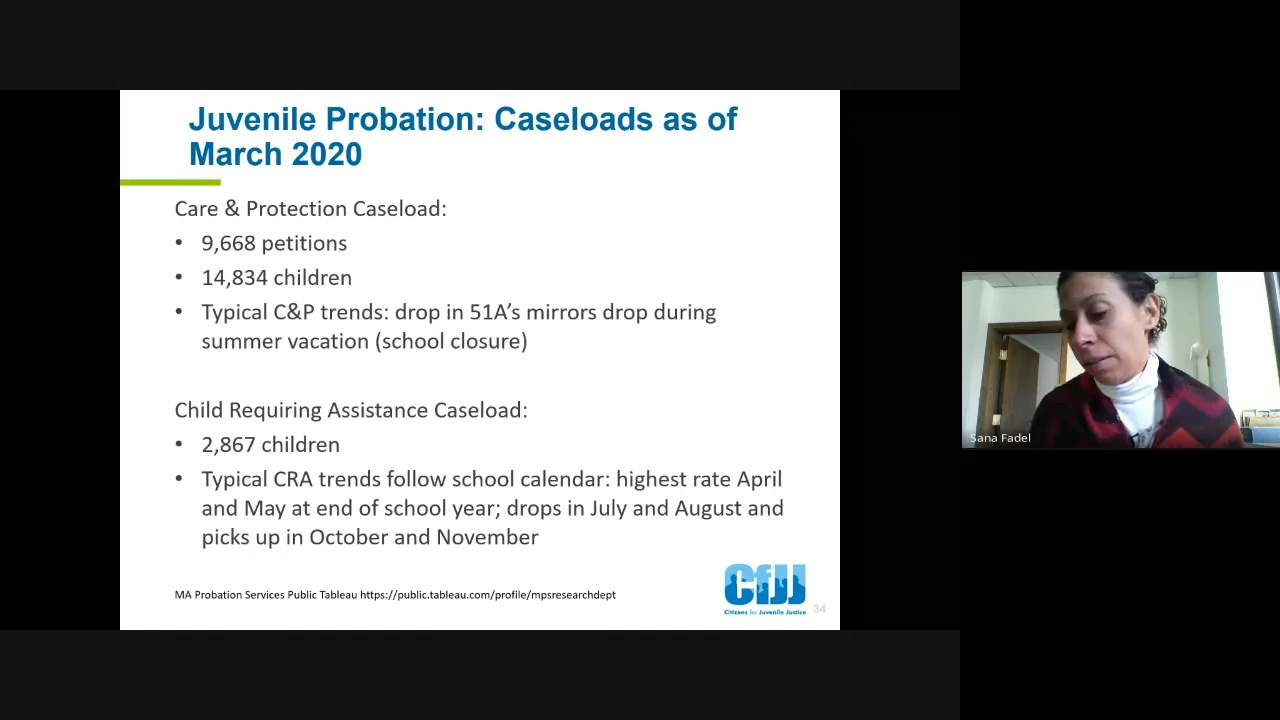 Juvenile Probation: Caseloads as of
March 2020
Care & Protection Caseload:
• 9,668 petitions
• 14,834 children
• Typical C&P trends: drop in 51A’s mirrors drop during
summer vacation (school closure)
Child Requiring Assistance Caseload:
• 2,867 children
• Typical CRA trends follow school calendar: highest rate April
and May at end of school year; drops in July and August and
picks up in October and November
MA Probation Services Public Tableau https://public.tableau.com/profile/mpsresearchdept
CfJJ
Citizens for Juvenile Justice
34
Sana Fadel